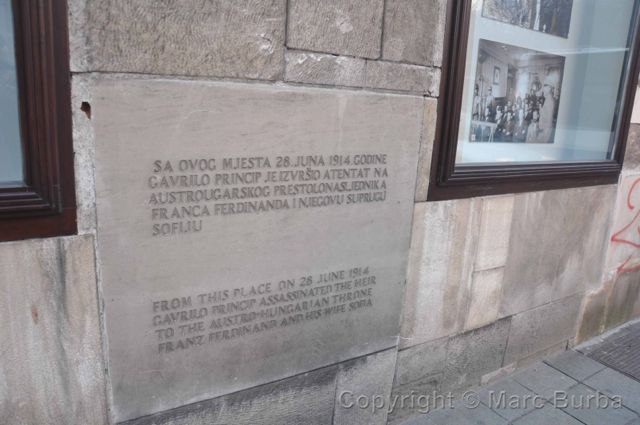 SA OVOG MJESTA 28. JUNA 1914. GODINE
GAVRILO PRINCIP JE IZVRŠIO ATENTAT NA
AUSTROUGARSKOG PRESTOLONASLJEDNIKA
FRANCA FERDINANDA I NJEGOVU SUPRUGU
SOFIJU
FROM THIS PLACE ON 28 JUNE 1914
GAVRILO PRINCIP ASSASSINATED THE HEIR
TO THE AUSTRO-HUNGARIAN THRONE
FRANZ FERDINAND AND HIS WIFE SOFIA
Copyright © Marc Burba